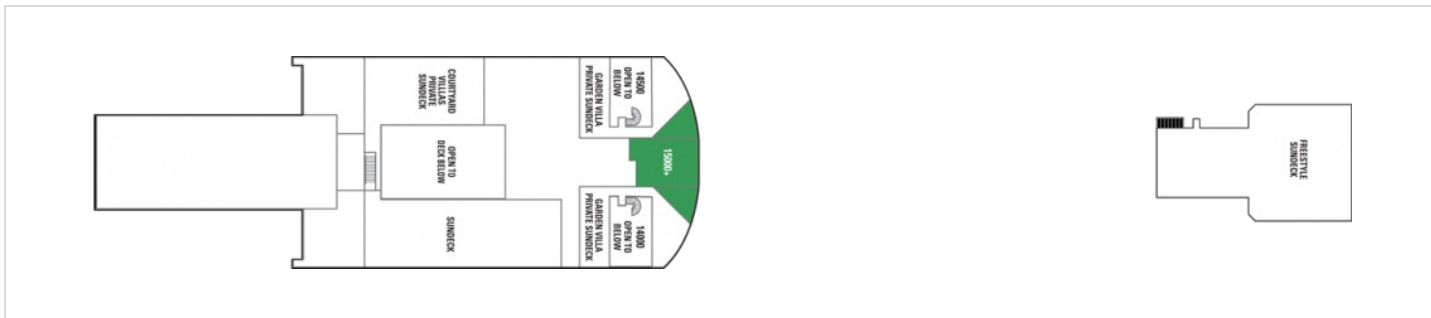 COURTYARD
VILLLAS
PRIVATE
SUNDECK
OPEN TO
DECK BELOW
SUNDECK
14500
OPEN TO
BELOW
GARDEN VILLA
PRIVATE SUNDECK
15000+
14000
OPEN TO
BELOW
GARDEN VILLA
PRIVATE SUNDECK
FREESTYLE
SUNDECK